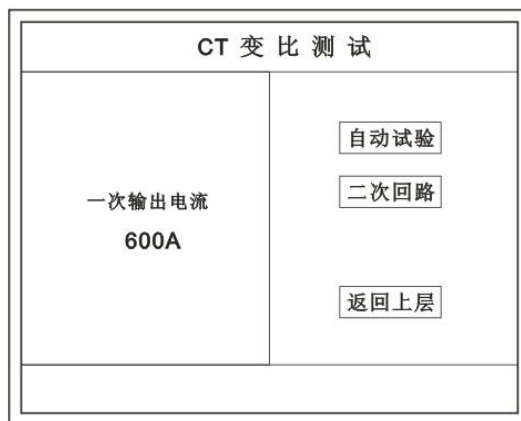 CT 变比测试
一次输出电流
600A
自动试验
二次回路
返回上层